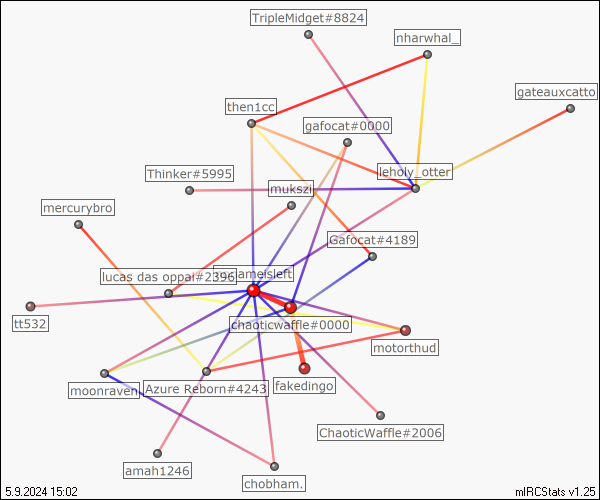 TripleMidget#8824
nharwhal_
gateauxcatto
then1cc
gafocat#0000
Thinker#5995
leholy_otter
mukszi
mercurybro
Gafocat#4189
lucas das oppai#2396
lameisleft
tt532
chaoticwaffle#0000
motorthud
moonraven
Azure Reborn#4243
fakedingo
ChaoticWaffle#2006
amah1246
chobham.
5.9.2024 15:02
mIRCStats v1.25